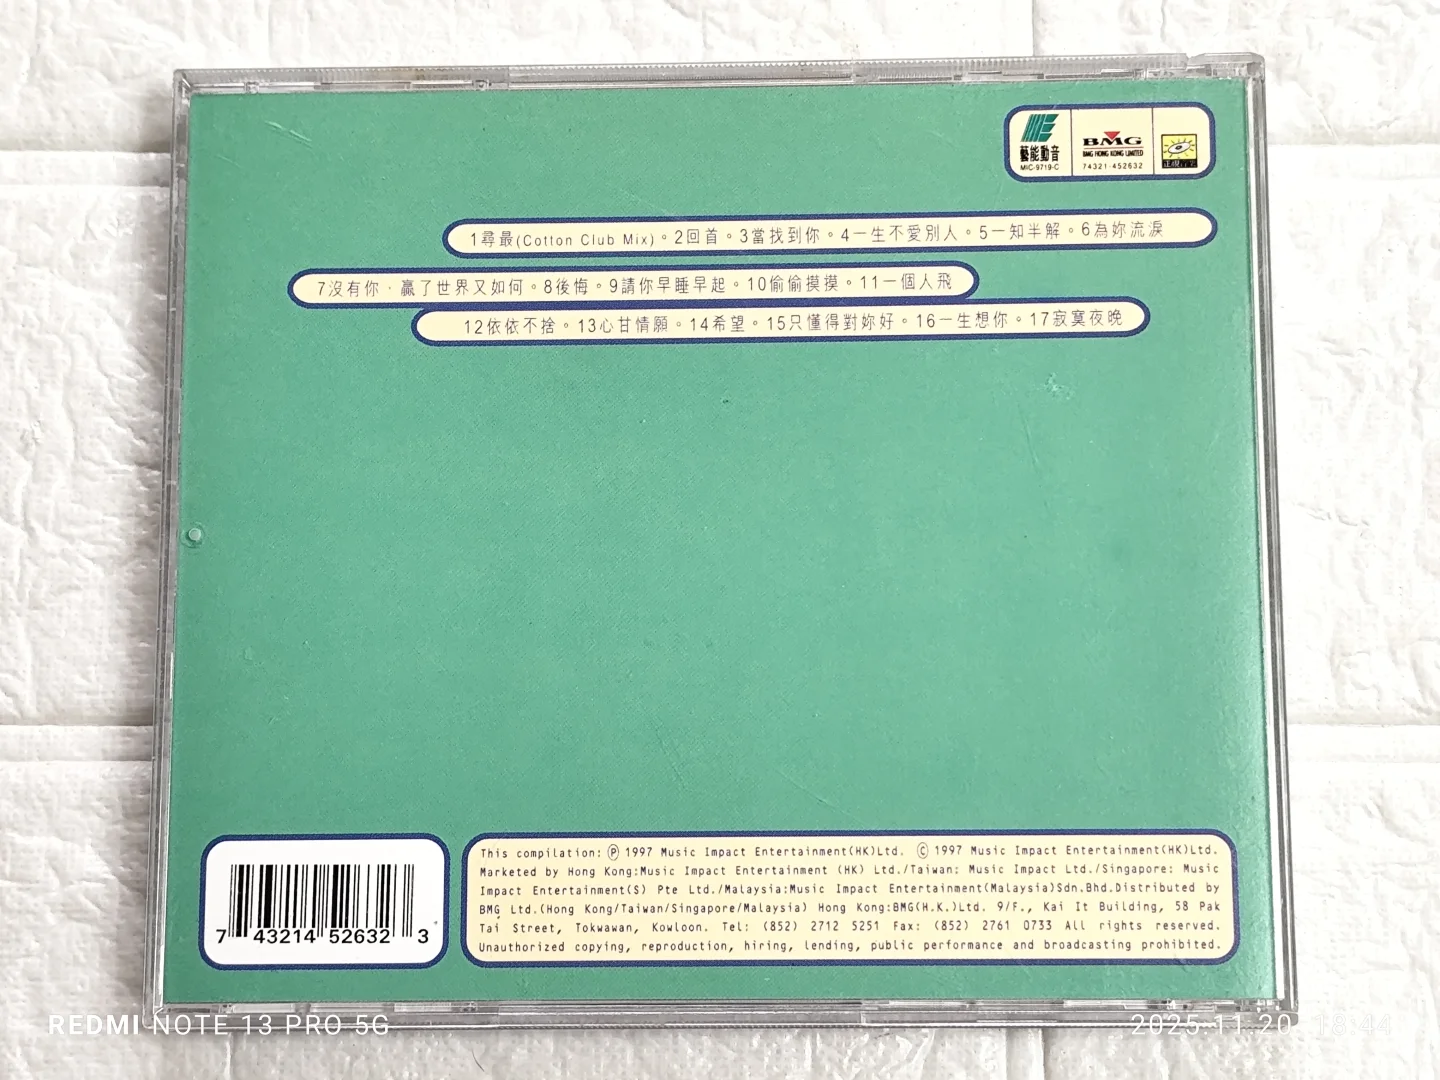 藝能動音
MIC-9719-C
BMG
BMG HONG KONG LIMITED
74321 452632
1尋最(Cotton Club Mix)。2回首。3當找到你。4一生不愛別人。5一知半解。6為妳流淚
7沒有你‧贏了世界又如何。8後悔。9請你早睡早起。10偷偷摸摸。11一個人飛
12依依不捨。13心甘情願。14希望。15只懂得對妳好。16一生想你。17寂寞夜晚
7 43214 52632 3
This compilation: Ⓟ 1997 Music Impact Entertainment(HK)Ltd. Ⓒ 1997 Music Impact Entertainment(HK)Ltd.
Marketed by Hong Kong:Music Impact Entertainment (HK) Ltd./Taiwan: Music Impact Ltd./Singapore: Music
Impact Entertainment(S) Pte Ltd./Malaysia:Music Impact Entertainment(Malaysia)Sdn.Bhd.Distributed by
BMG Ltd.(Hong Kong/Taiwan/Singapore/Malaysia) Hong Kong:BMG(H.K.)Ltd. 9/F., Kai It Building, 58 Pak
Tai Street, Tokwawan, Kowloon. Tel: (852) 2712 5251 Fax: (852) 2761 0733 All rights reserved.
Unauthorized copying, reproduction, hiring, lending, public performance and broadcasting prohibited.
REDMI NOTE 13 PRO 5G
2025.11.20 18:44